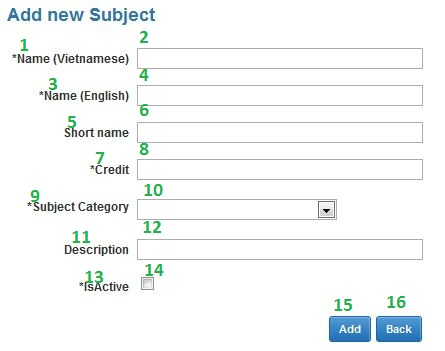 Add new Subject
1 2
*Name (Vietnamese)
3 4
*Name (English)
5 6
Short name
7 8
*Credit
9 10
*Subject Category
11 12
Description
13 14
*IsActive
15 16
Add Back